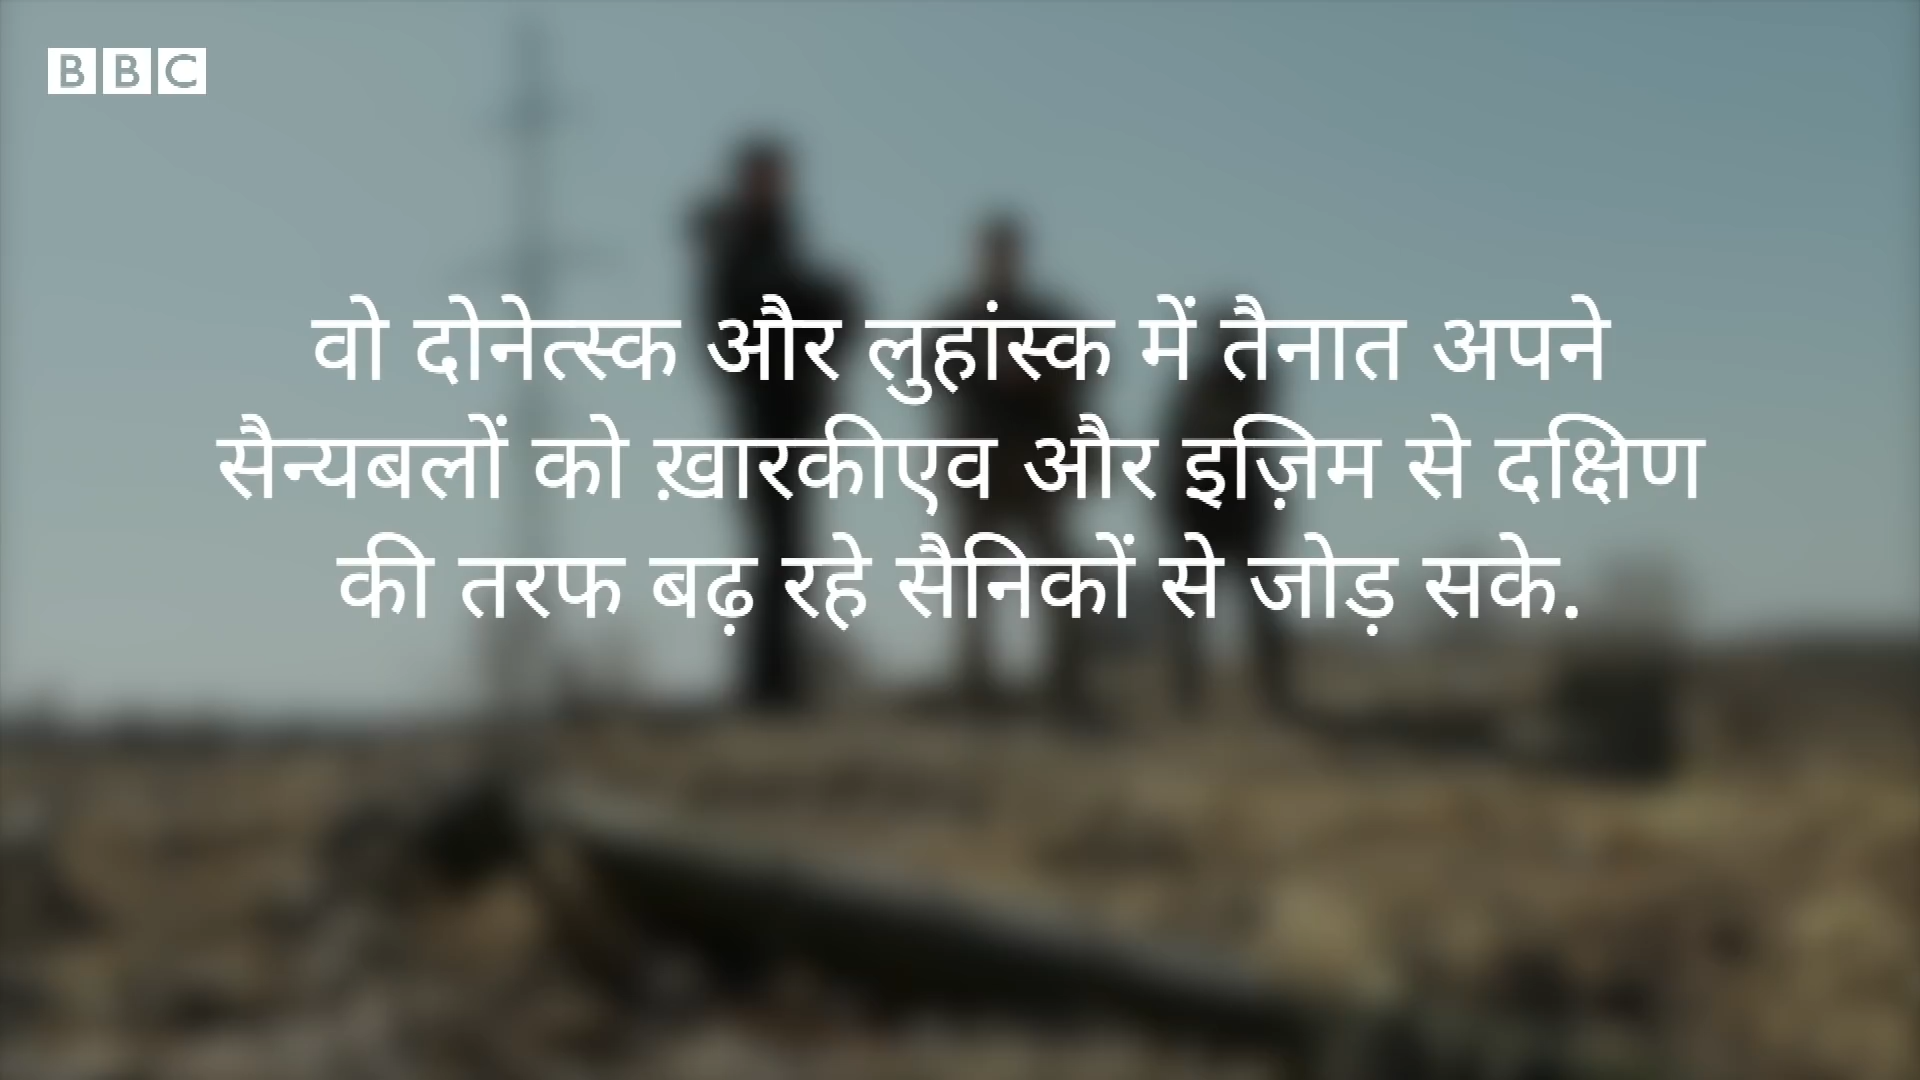 BBC
वो दोनेत्स्क और लुहांस्क में तैनात अपने
सैन्यबलों को ख़ारकीएव और इज़िम से दक्षिण
की तरफ बढ़ रहे सैनिकों से जोड़ सके.